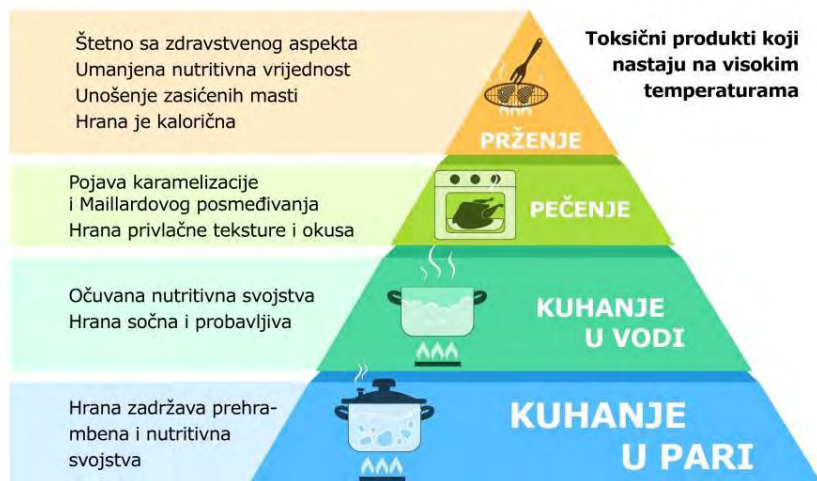 Štetno sa zdravstvenog aspekta
Umanjena nutritivna vrijednost
Unošenje zasićenih masti
Hrana je kalorična
Toksični produkti koji
nastaju na visokim
temperaturama
PRŽENJE
Pojava karamelizacije
i Maillardovog posmeđivanja
Hrana privlačne teksture i okusa
PEČENJE
Očuvana nutritivna svojstva
Hrana sočna i probavljiva
KUHANJE
U VODI
Hrana zadržava prehra-
mbena i nutritivna
svojstva
KUHANJE
U PARI